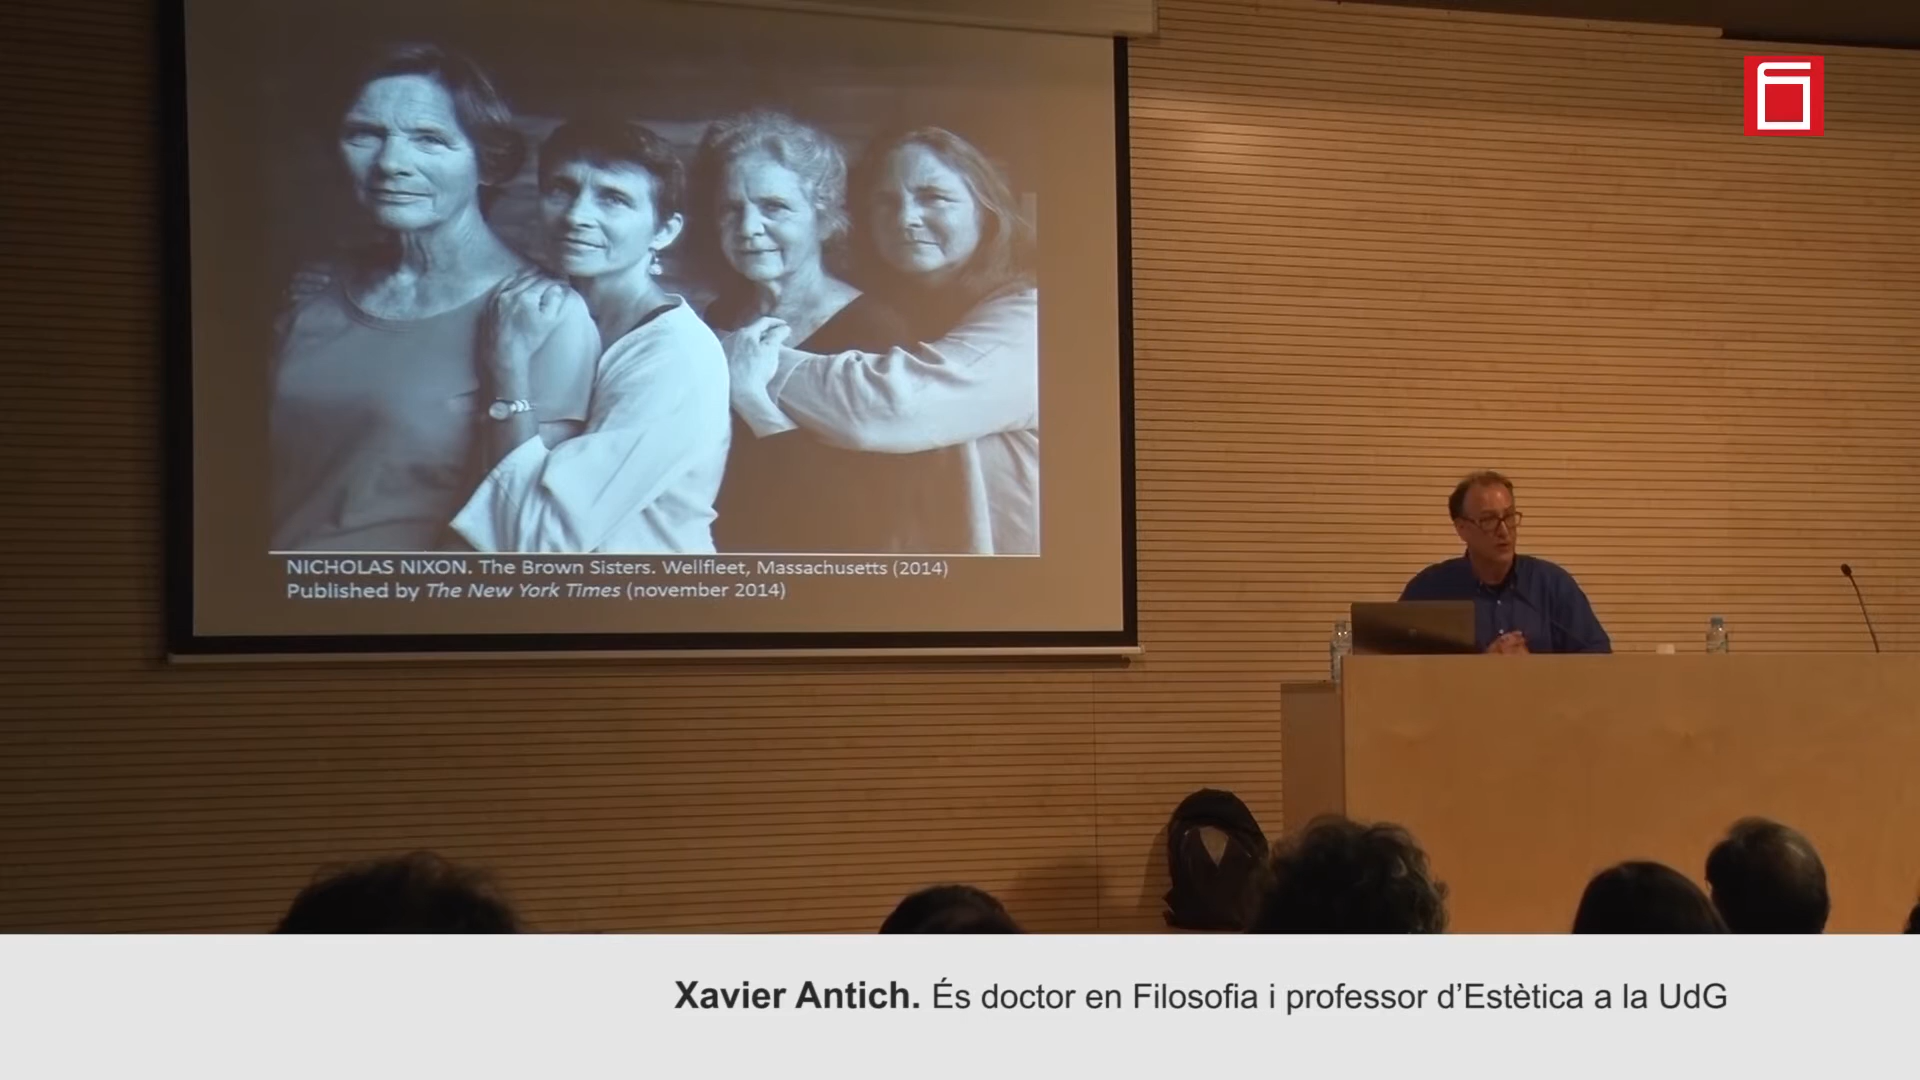 NICHOLAS NIXON. The Brown Sisters. Wellfleet, Massachusetts (2014)
Published by The New York Times (november 2014)
Xavier Antich. És doctor en Filosofia i professor d’Estètica a la UdG